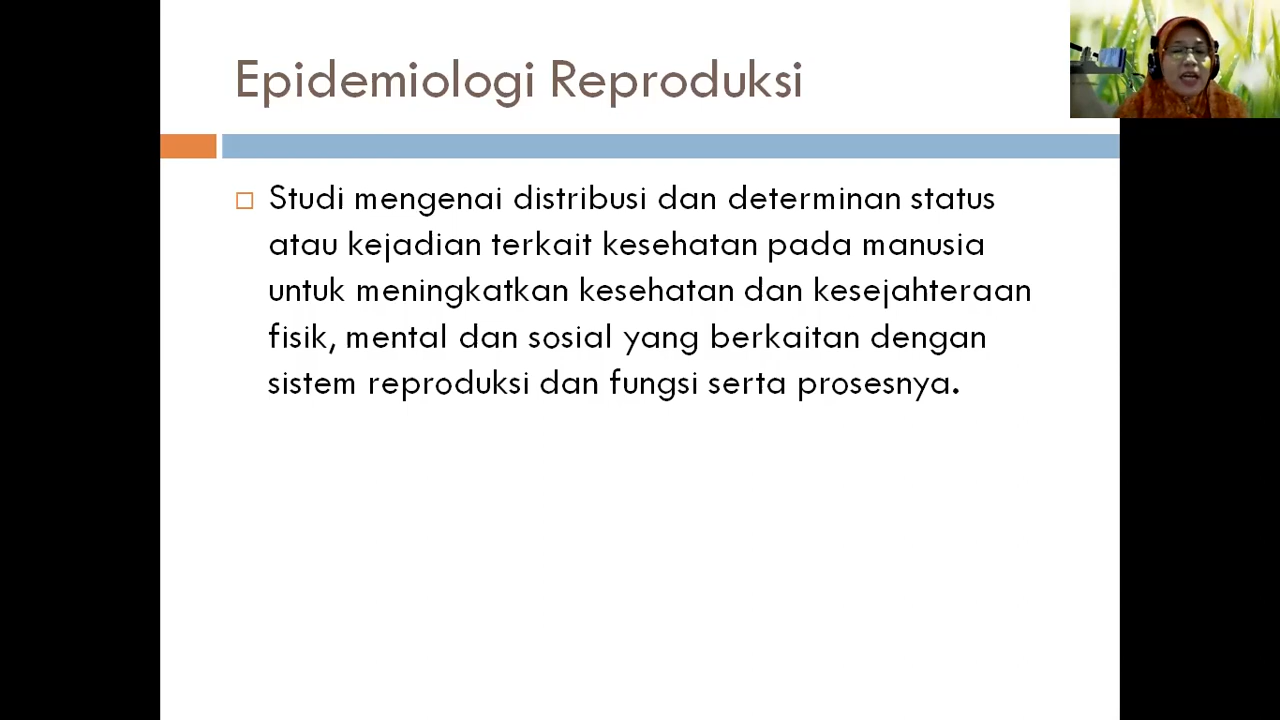 Epidemiologi Reproduksi
Studi mengenai distribusi dan determinan status
atau kejadian terkait kesehatan pada manusia
untuk meningkatkan kesehatan dan kesejahteraan
fisik, mental dan sosial yang berkaitan dengan
sistem reproduksi dan fungsi serta prosesnya.